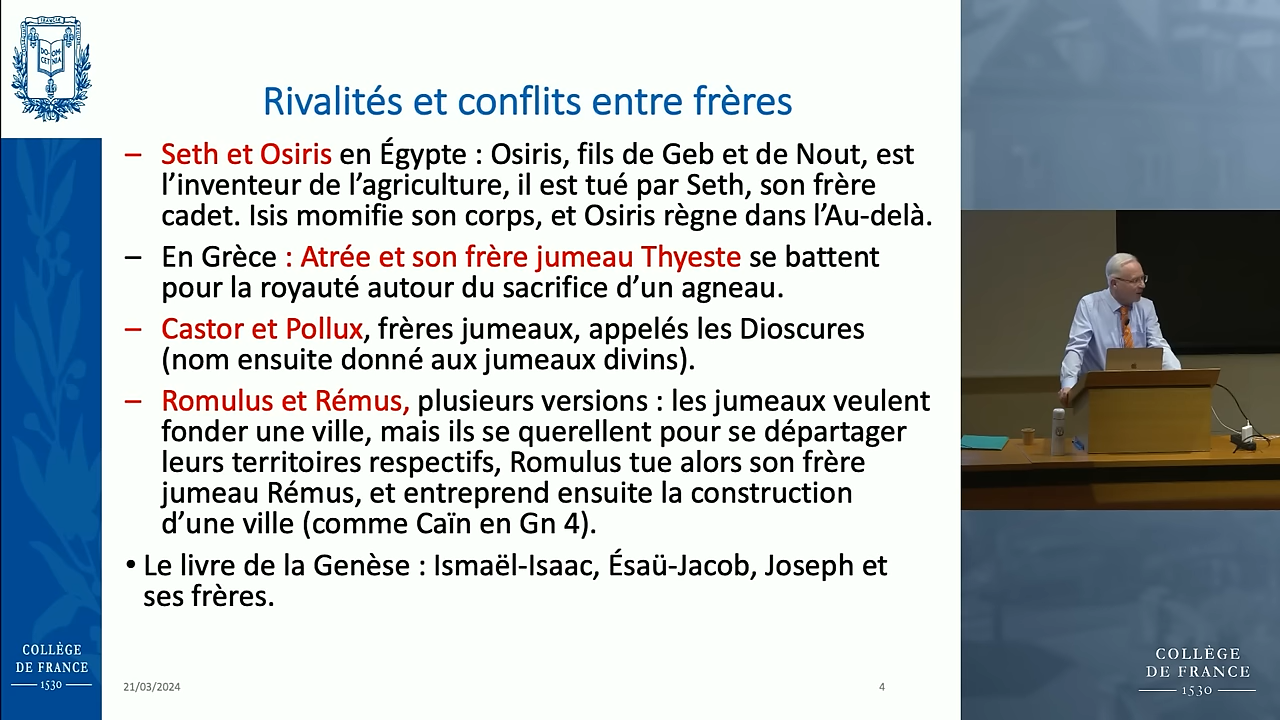 FRANCIÆ
DO OM
CET NIA
Rivalités et conflits entre frères
– Seth et Osiris en Égypte : Osiris, fils de Geb et de Nout, est
l’inventeur de l’agriculture, il est tué par Seth, son frère
cadet. Isis momifie son corps, et Osiris règne dans l’Au-delà.
– En Grèce : Atrée et son frère jumeau Thyeste se battent
pour la royauté autour du sacrifice d’un agneau.
– Castor et Pollux, frères jumeaux, appelés les Dioscures
(nom ensuite donné aux jumeaux divins).
– Romulus et Rémus, plusieurs versions : les jumeaux veulent
fonder une ville, mais ils se querellent pour se départager
leurs territoires respectifs, Romulus tue alors son frère
jumeau Rémus, et entreprend ensuite la construction
d’une ville (comme Caïn en Gn 4).
• Le livre de la Genèse : Ismaël-Isaac, Ésaü-Jacob, Joseph et
ses frères.
COLLÈGE
DE FRANCE
1530
21/03/2024
4
COLLÈGE
DE FRANCE
1530